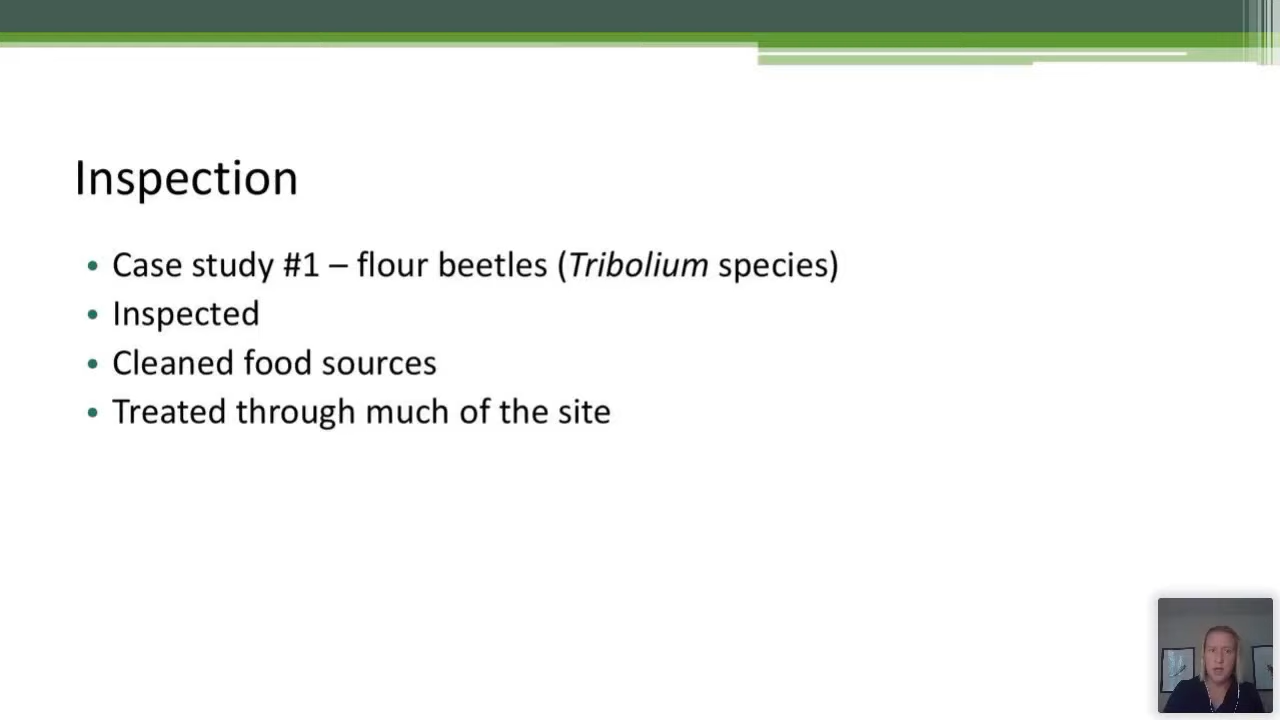 Inspection
• Case study #1 – flour beetles (Tribolium species)
• Inspected
• Cleaned food sources
• Treated through much of the site